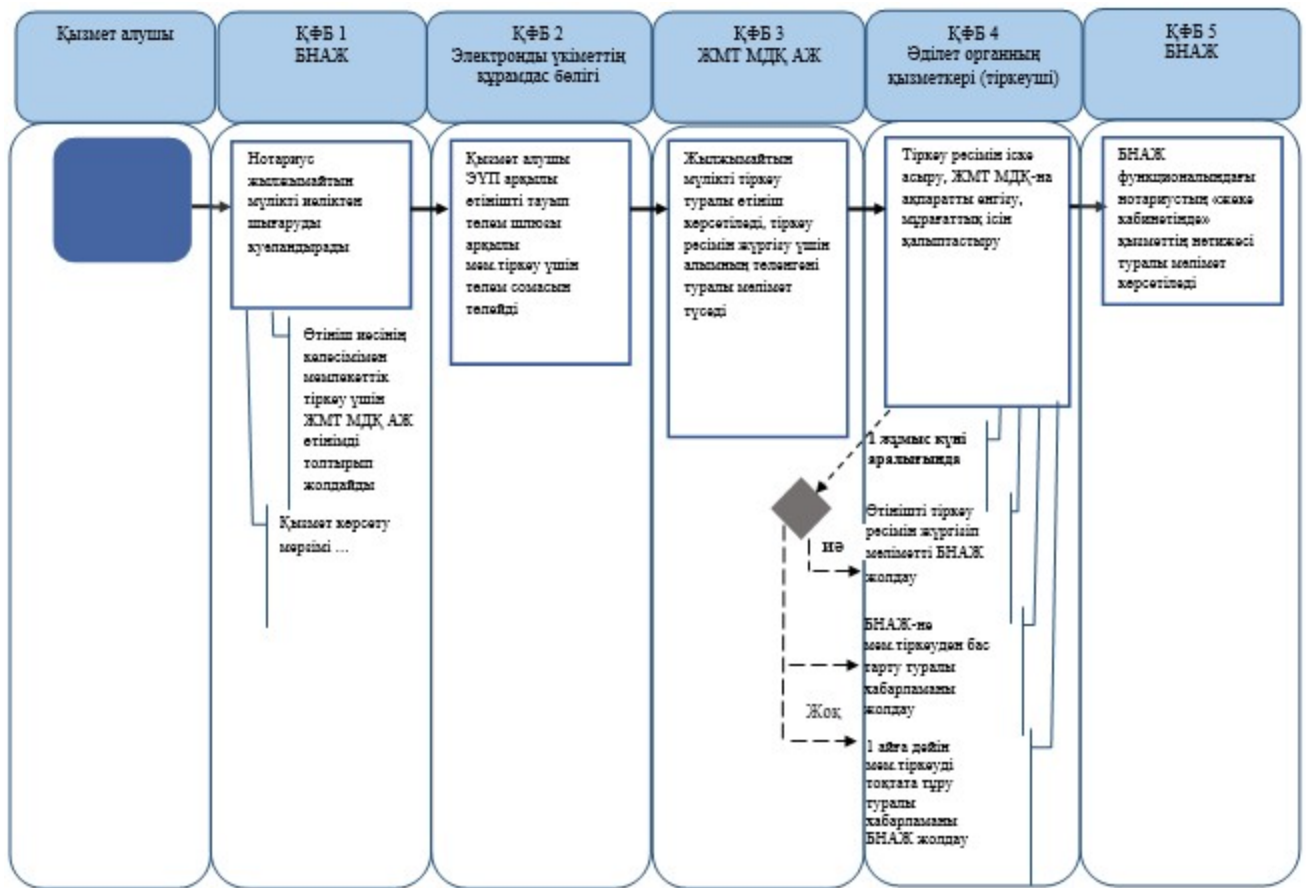 Қызмет алушы
ҚФБ 1
БНАЖ
ҚФБ 2
Электронды үкіметтің
құрамдас бөлігі
ҚФБ 3
ЖМТ МДҚ АЖ
ҚФБ 4
Әділет органның
қызметкері (тіркеуші)
ҚФБ 5
БНАЖ
Нотариус
жылжымайтын
мүлікті иеліктен
шығаруды
куәландырады
Өтініш иесінің
келесімімен
мемлекеттік
тіркеу үшін
ЖМТ МДҚ АЖ
өтінімді
толтырып
жолдайды
Қызмет көрсету
мерзімі ...
Қызмет алушы
ЭҮП арқылы
өтінішті тауып
төлем шлюзы
арқылы
мем.тіркеу үшін
төлем сомасын
төлейді
Жылжымайтын
мүлікті тіркеу
туралы өтініш
көрсетіледі, тіркеу
рәсімін жүргізу үшін
алымның төленгені
туралы мәлімет
түседі
Тіркеу рәсімін іске
асыру, ЖМТ МДҚ-на
ақпаратты енгізу,
мұрағаттық ісін
қалыптастыру
1 жұмыс күні
аралығында
иә
Өтінішті тіркеу
рәсімін жүргізіп
мәліметті БНАЖ
жолдау
БНАЖ-не
мем.тіркеуден бас
тарту туралы
хабарламаны
жолдау
Жоқ
1 айға дейін
мем.тіркеуді
тоқтата тұру
туралы
хабарламаны
БНАЖ жолдау
БНАЖ
функционалындағы
нотариустың «жеке
кабинетінде»
қызметтің нәтижесі
туралы мәлімет
көрсетіледі